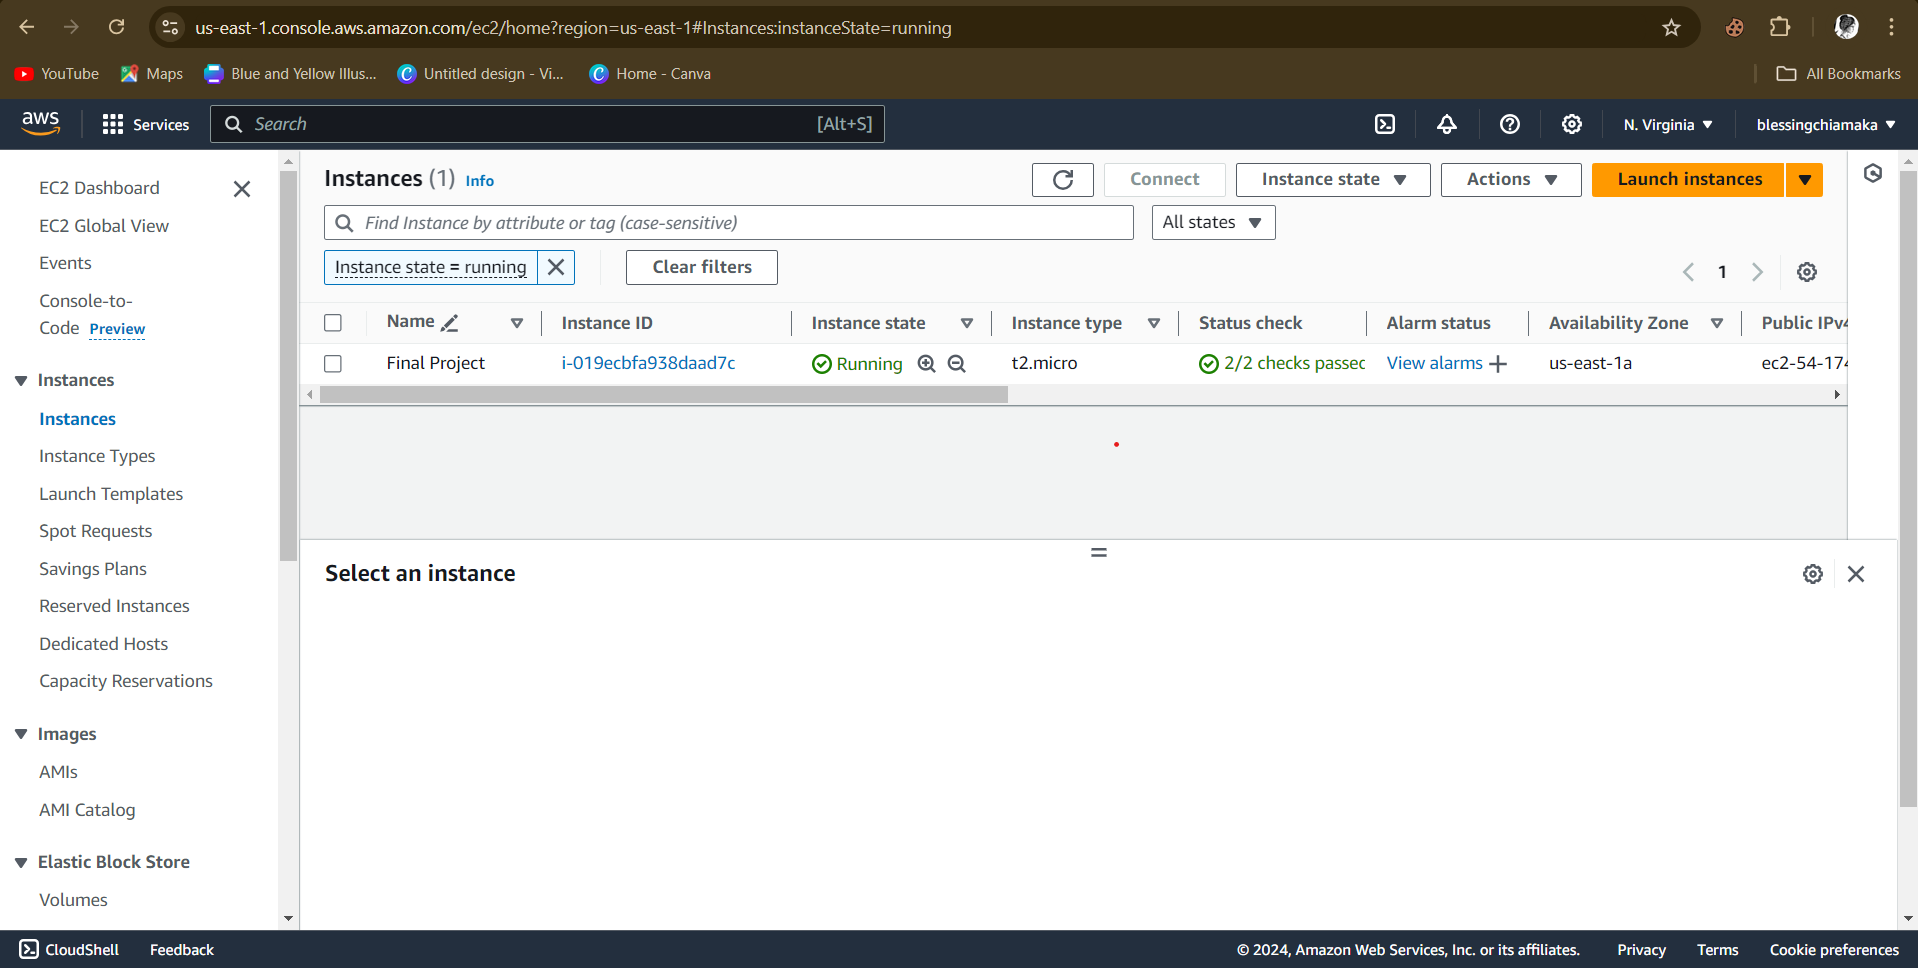 us-east-1.console.aws.amazon.com/ec2/home?region=us-east-1#Instances:instanceState=running
YouTube Maps Blue and Yellow Illus... Untitled design - Vi... Home - Canva All Bookmarks
aws Services Search [Alt+S] N. Virginia blessingchiamaka
EC2 Dashboard
EC2 Global View
Events
Console-to-
Code Preview
Instances
Instances
Instance Types
Launch Templates
Spot Requests
Savings Plans
Reserved Instances
Dedicated Hosts
Capacity Reservations
Images
AMIs
AMI Catalog
Elastic Block Store
Volumes
Instances (1) Info Connect Instance state Actions Launch instances
Find Instance by attribute or tag (case-sensitive) All states
Instance state = running Clear filters 1
Name Instance ID Instance state Instance type Status check Alarm status Availability Zone Public IPv4
Final Project i-019ecbfa938daad7c Running t2.micro 2/2 checks passec View alarms us-east-1a ec2-54-174
Select an instance
CloudShell Feedback © 2024, Amazon Web Services, Inc. or its affiliates. Privacy Terms Cookie preferences